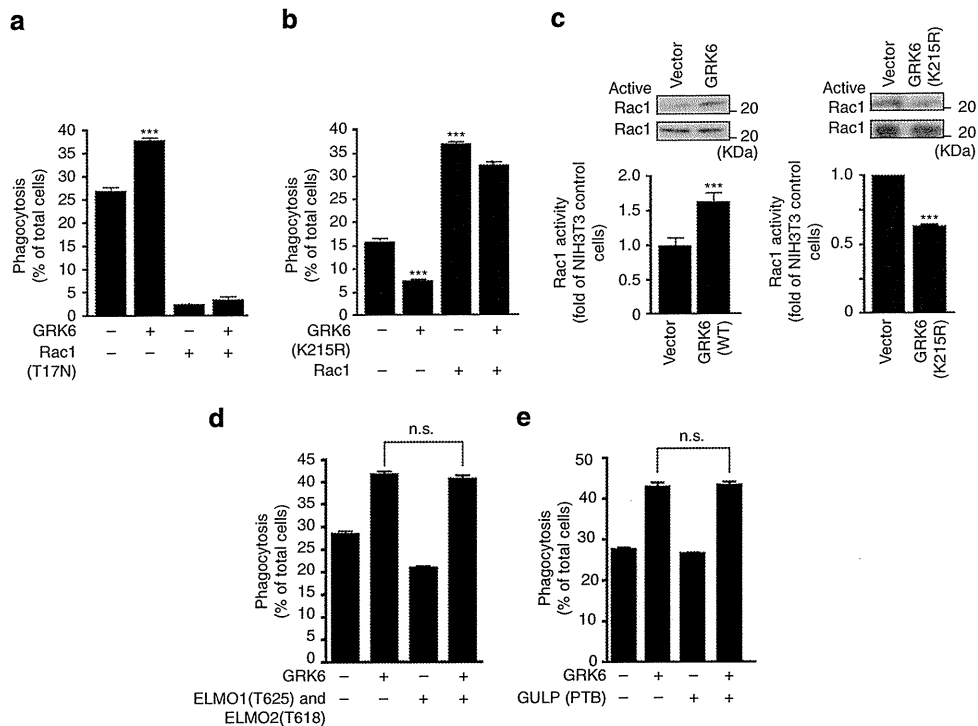 a
Phagocytosis
(% of total cells)
40
35
30
25
20
15
10
5
0
***
GRK6 – + – +
Rac1 – – + +
(T17N)
b
Phagocytosis
(% of total cells)
40
35
30
25
20
15
10
5
0
***
***
GRK6 – + – +
(K215R)
Rac1 – – + +
c
Vector
GRK6
Active
Rac1
20
Rac1
20
(KDa)
Rac1 activity
(fold of NIH3T3 control
cells)
2.0
1.5
1.0
0.5
0.0
***
Vector
GRK6
(WT)
Vector
GRK6
(K215R)
Active
Rac1
20
Rac1
20
(KDa)
Rac1 activity
(fold of NIH3T3 control
cells)
1.0
0.5
0
***
Vector
GRK6
(K215R)
d
n.s.
Phagocytosis
(% of total cells)
45
40
35
30
25
20
15
10
5
0
GRK6 – + – +
ELMO1(T625) and – – + +
ELMO2(T618)
e
n.s.
Phagocytosis
(% of total cells)
50
40
30
20
10
0
GRK6 – + – +
GULP (PTB) – – + +